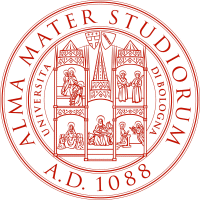 ALMA MATER STUDIORUM
A.D. 1088
UNIVERSITÀ
DI BOLOGNA